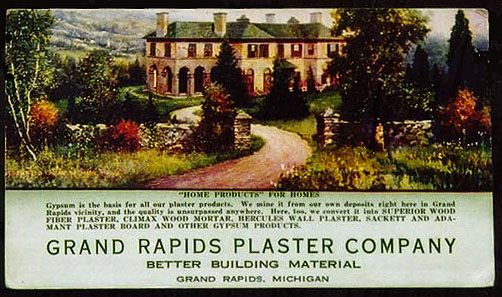 "HOME PRODUCTS" FOR HOMES
Gypsum is the basis for all our plaster products. We mine it from our own deposits right here in Grand
Rapids vicinity, and the quality is unsurpassed anywhere. Here, too, we convert it into SUPERIOR WOOD
FIBER PLASTER, CLIMAX WOOD MORTAR, HERCULES WALL PLASTER, SACKETT AND ADA-
MANT PLASTER BOARD AND OTHER GYPSUM PRODUCTS.
GRAND RAPIDS PLASTER COMPANY
BETTER BUILDING MATERIAL
GRAND RAPIDS, MICHIGAN